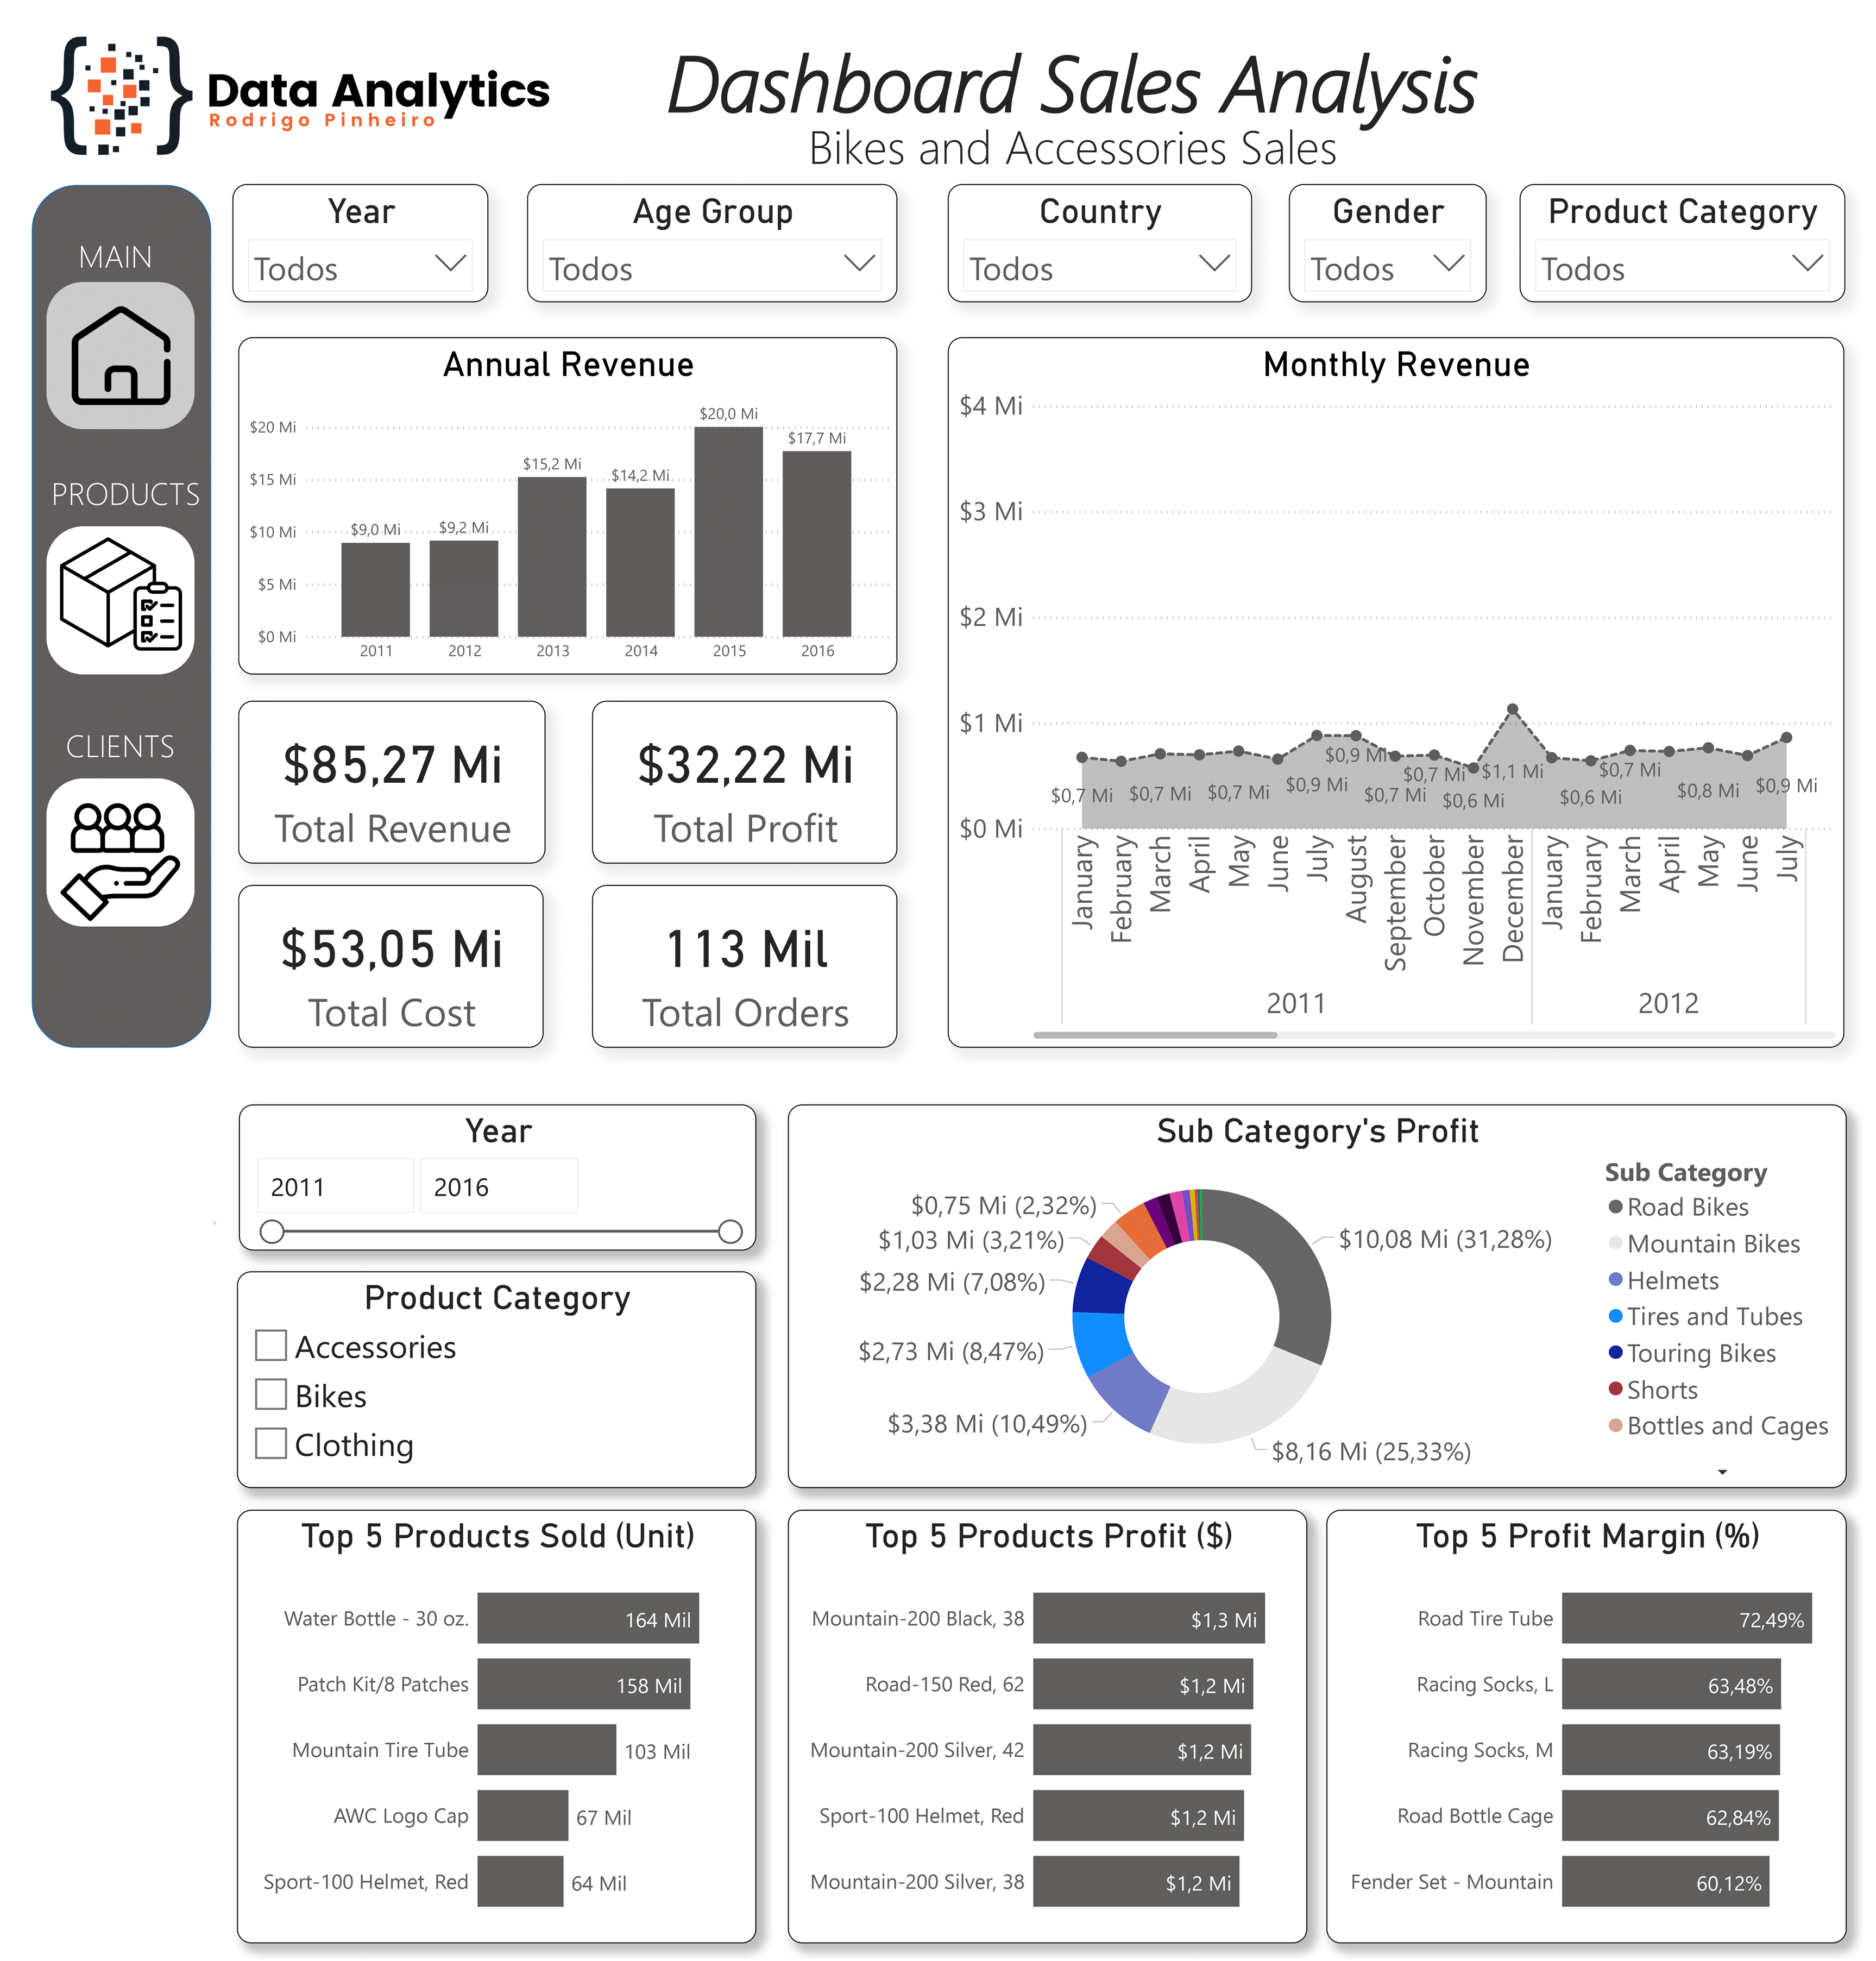 Data Analytics
Rodrigo Pinheiro
Dashboard Sales Analysis
Bikes and Accessories Sales
MAIN
PRODUCTS
CLIENTS
Year
Todos
Age Group
Todos
Country
Todos
Gender
Todos
Product Category
Todos
Annual Revenue
$20 Mi
$15 Mi
$10 Mi
$5 Mi
$0 Mi
$9,0 Mi
$9,2 Mi
$15,2 Mi
$14,2 Mi
$20,0 Mi
$17,7 Mi
2011 2012 2013 2014 2015 2016
$85,27 Mi
Total Revenue
$32,22 Mi
Total Profit
$53,05 Mi
Total Cost
113 Mil
Total Orders
Monthly Revenue
$4 Mi
$3 Mi
$2 Mi
$1 Mi
$0 Mi
$0,7 Mi
$0,7 Mi
$0,7 Mi
$0,9 Mi
$0,9 Mi
$0,7 Mi
$0,7 Mi
$0,6 Mi
$1,1 Mi
$0,6 Mi
$0,7 Mi
$0,8 Mi
$0,9 Mi
January
February
March
April
May
June
July
August
September
October
November
December
January
February
March
April
May
June
July
2011
2012
Year
2011
2016
Product Category
Accessories
Bikes
Clothing
Sub Category's Profit
$0,75 Mi (2,32%)
$1,03 Mi (3,21%)
$2,28 Mi (7,08%)
$2,73 Mi (8,47%)
$3,38 Mi (10,49%)
$10,08 Mi (31,28%)
$8,16 Mi (25,33%)
Sub Category
Road Bikes
Mountain Bikes
Helmets
Tires and Tubes
Touring Bikes
Shorts
Bottles and Cages
Top 5 Products Sold (Unit)
Water Bottle - 30 oz. 164 Mil
Patch Kit/8 Patches 158 Mil
Mountain Tire Tube 103 Mil
AWC Logo Cap 67 Mil
Sport-100 Helmet, Red 64 Mil
Top 5 Products Profit ($)
Mountain-200 Black, 38 $1,3 Mi
Road-150 Red, 62 $1,2 Mi
Mountain-200 Silver, 42 $1,2 Mi
Sport-100 Helmet, Red $1,2 Mi
Mountain-200 Silver, 38 $1,2 Mi
Top 5 Profit Margin (%)
Road Tire Tube 72,49%
Racing Socks, L 63,48%
Racing Socks, M 63,19%
Road Bottle Cage 62,84%
Fender Set - Mountain 60,12%